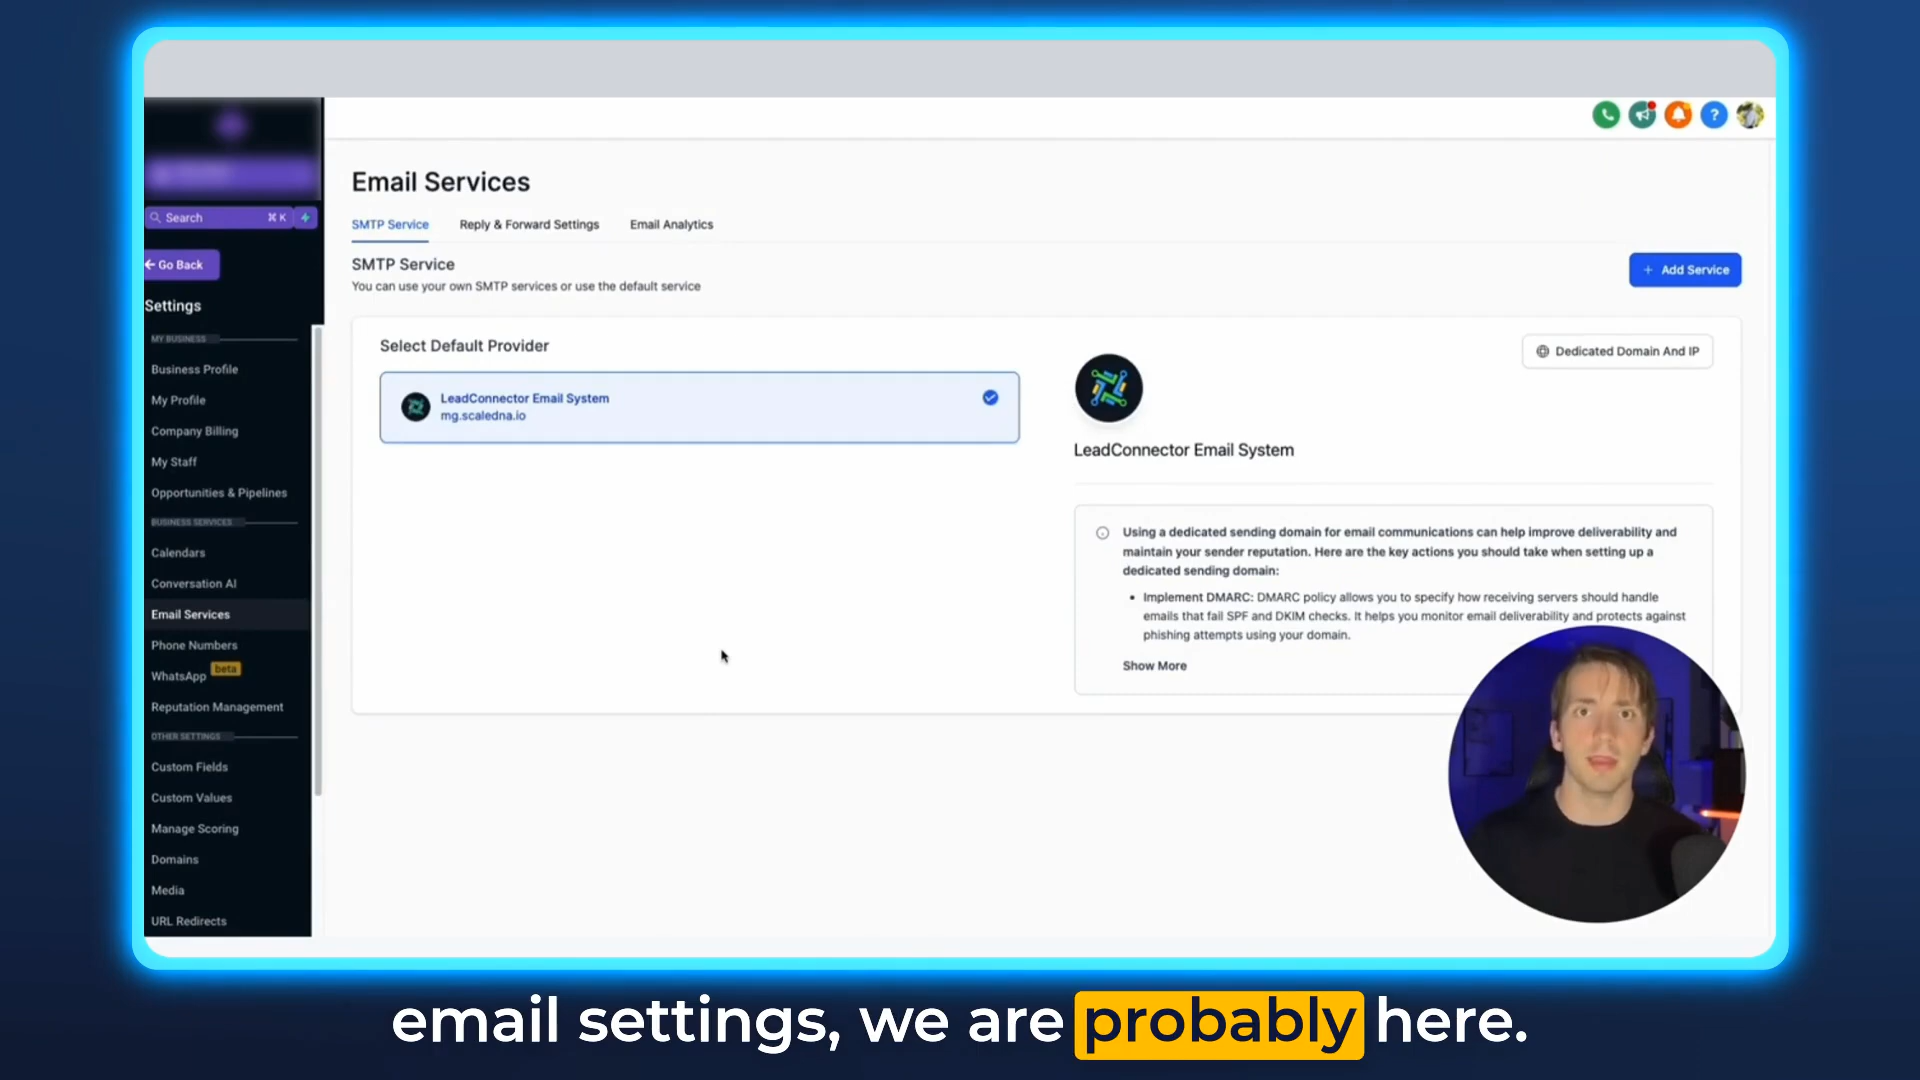 Search ⌘ K
Go Back
Settings
MY BUSINESS
Business Profile
My Profile
Company Billing
My Staff
Opportunities & Pipelines
BUSINESS SERVICES
Calendars
Conversation AI
Email Services
Phone Numbers
WhatsApp beta
Reputation Management
OTHER SETTINGS
Custom Fields
Custom Values
Manage Scoring
Domains
Media
URL Redirects
?
Email Services
SMTP Service Reply & Forward Settings Email Analytics
SMTP Service
You can use your own SMTP services or use the default service
+ Add Service
Select Default Provider
LeadConnector Email System
mg.scaledna.io
Dedicated Domain And IP
LeadConnector Email System
Using a dedicated sending domain for email communications can help improve deliverability and
maintain your sender reputation. Here are the key actions you should take when setting up a
dedicated sending domain:
• Implement DMARC: DMARC policy allows you to specify how receiving servers should handle
emails that fail SPF and DKIM checks. It helps you monitor email deliverability and protects against
phishing attempts using your domain.
Show More
email settings, we are probably here.